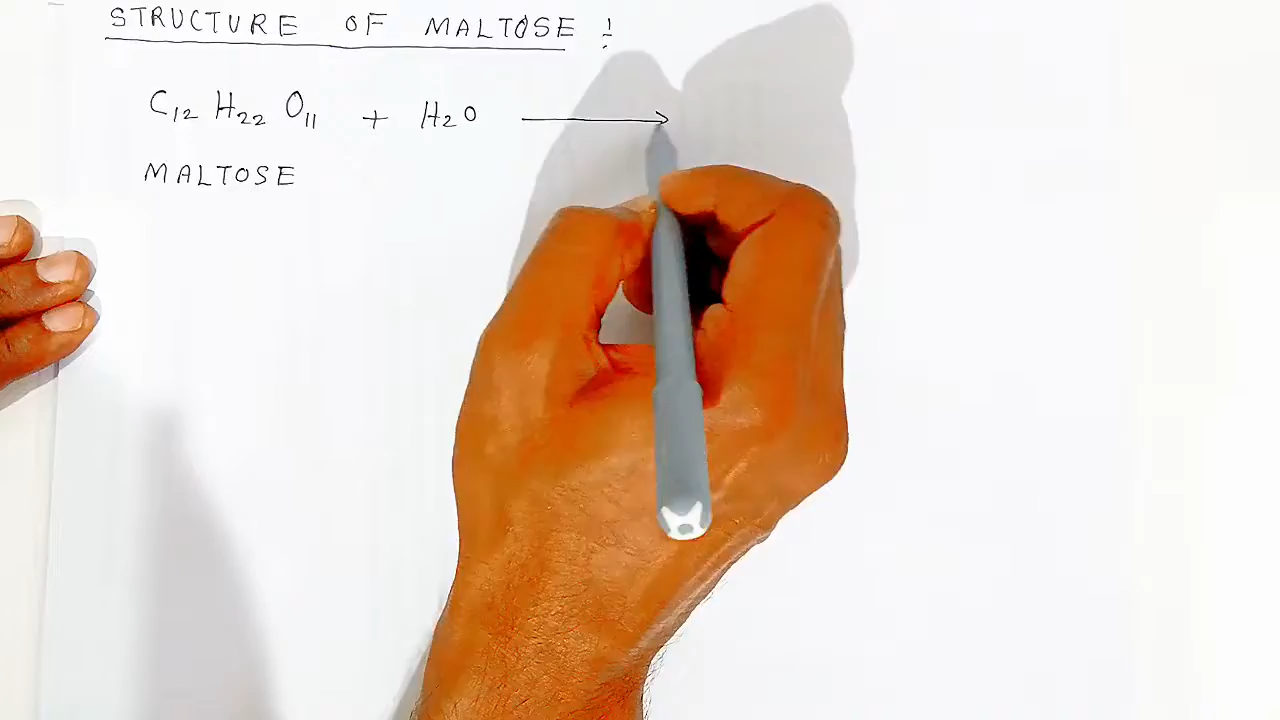 STRUCTURE OF MALTOSE :
C12 H22 O11 + H2O →
MALTOSE